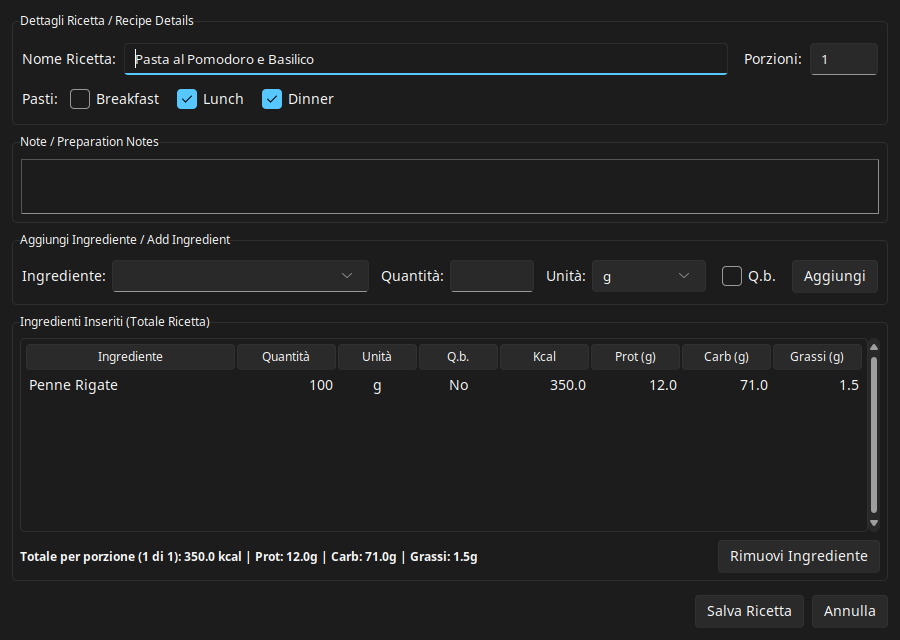 Dettagli Ricetta / Recipe Details
Nome Ricetta: Pasta al Pomodoro e Basilico Porzioni: 1
Pasti: Breakfast Lunch Dinner
Note / Preparation Notes
Aggiungi Ingrediente / Add Ingredient
Ingrediente: Quantità: Unità: g Q.b. Aggiungi
Ingredienti Inseriti (Totale Ricetta)
Ingrediente Quantità Unità Q.b. Kcal Prot (g) Carb (g) Grassi (g)
Penne Rigate 100 g No 350.0 12.0 71.0 1.5
Totale per porzione (1 di 1): 350.0 kcal | Prot: 12.0g | Carb: 71.0g | Grassi: 1.5g Rimuovi Ingrediente
Salva Ricetta Annulla